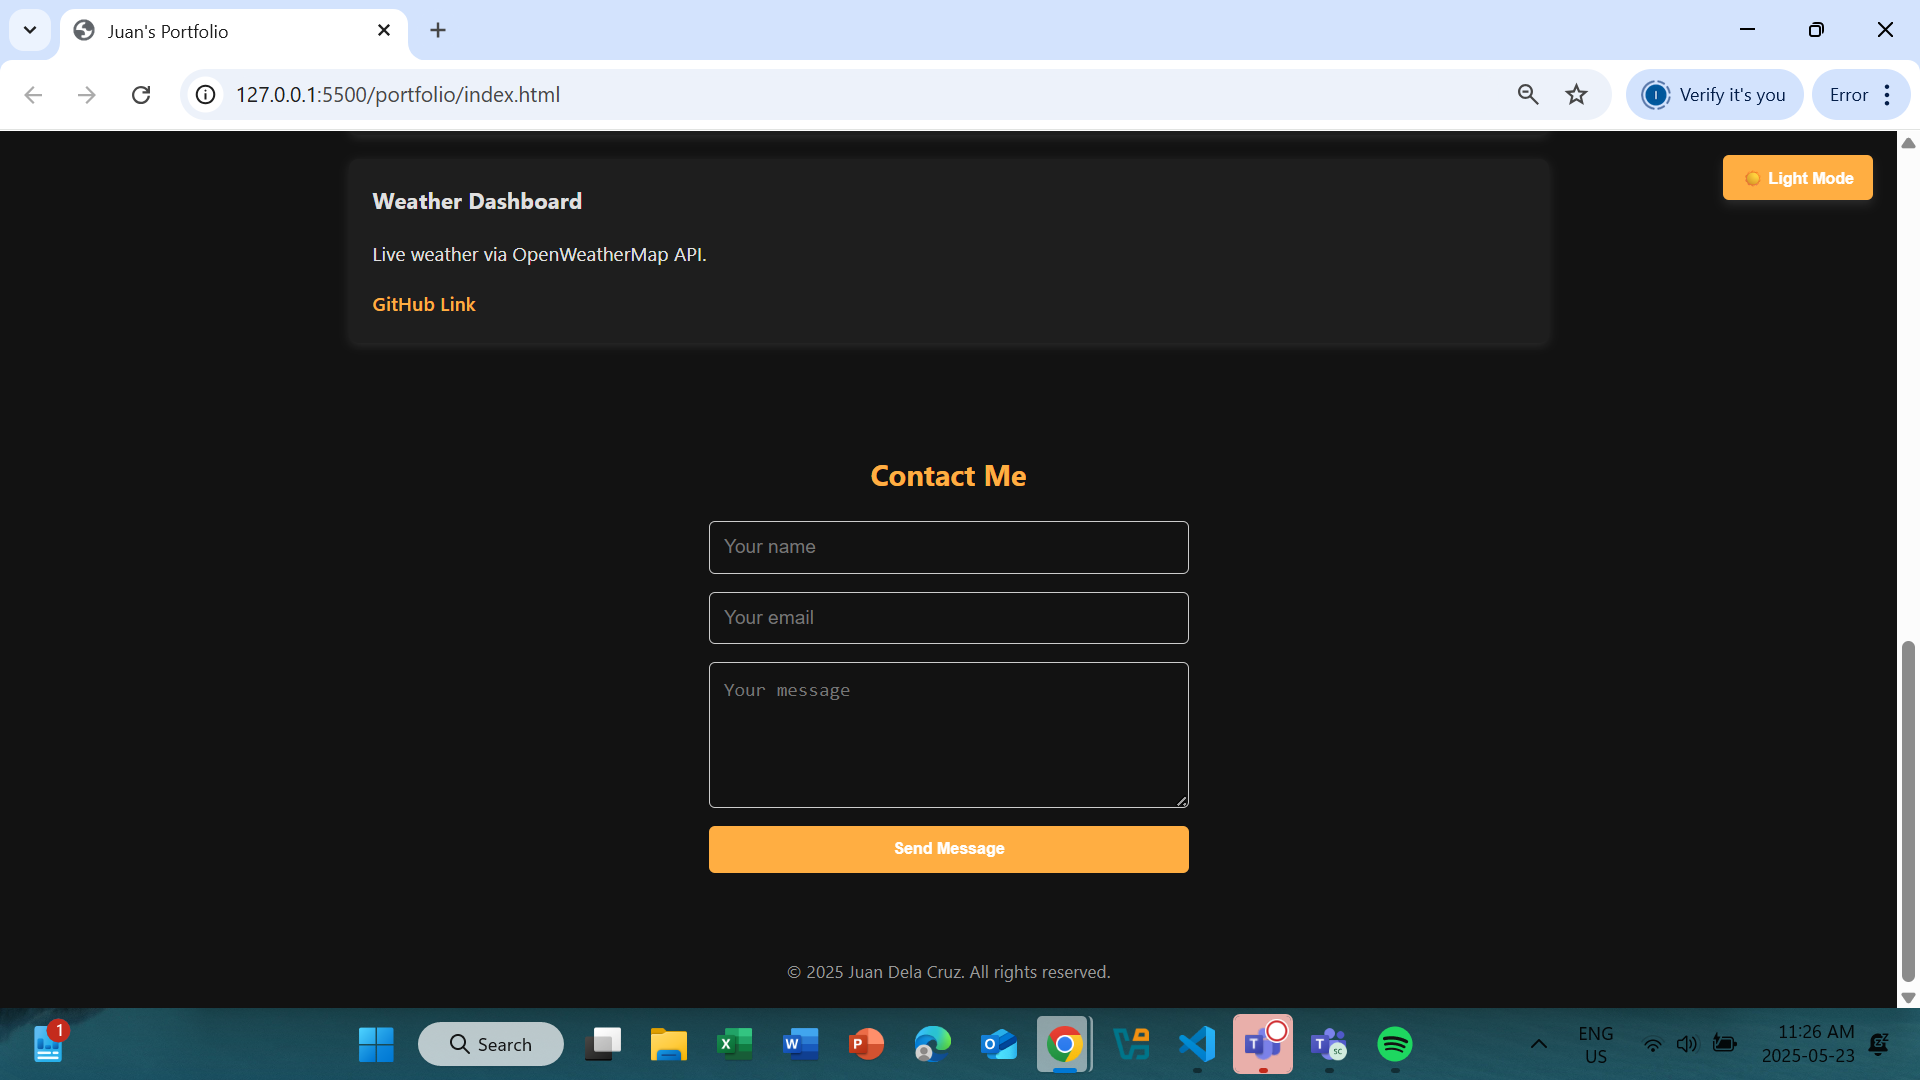 Juan's Portfolio
127.0.0.1:5500/portfolio/index.html
Verify it's you
Error
Light Mode
Weather Dashboard
Live weather via OpenWeatherMap API.
GitHub Link
Contact Me
Your name
Your email
Your message
Send Message
© 2025 Juan Dela Cruz. All rights reserved.
1
Search
ENG
US
11:26 AM
2025-05-23